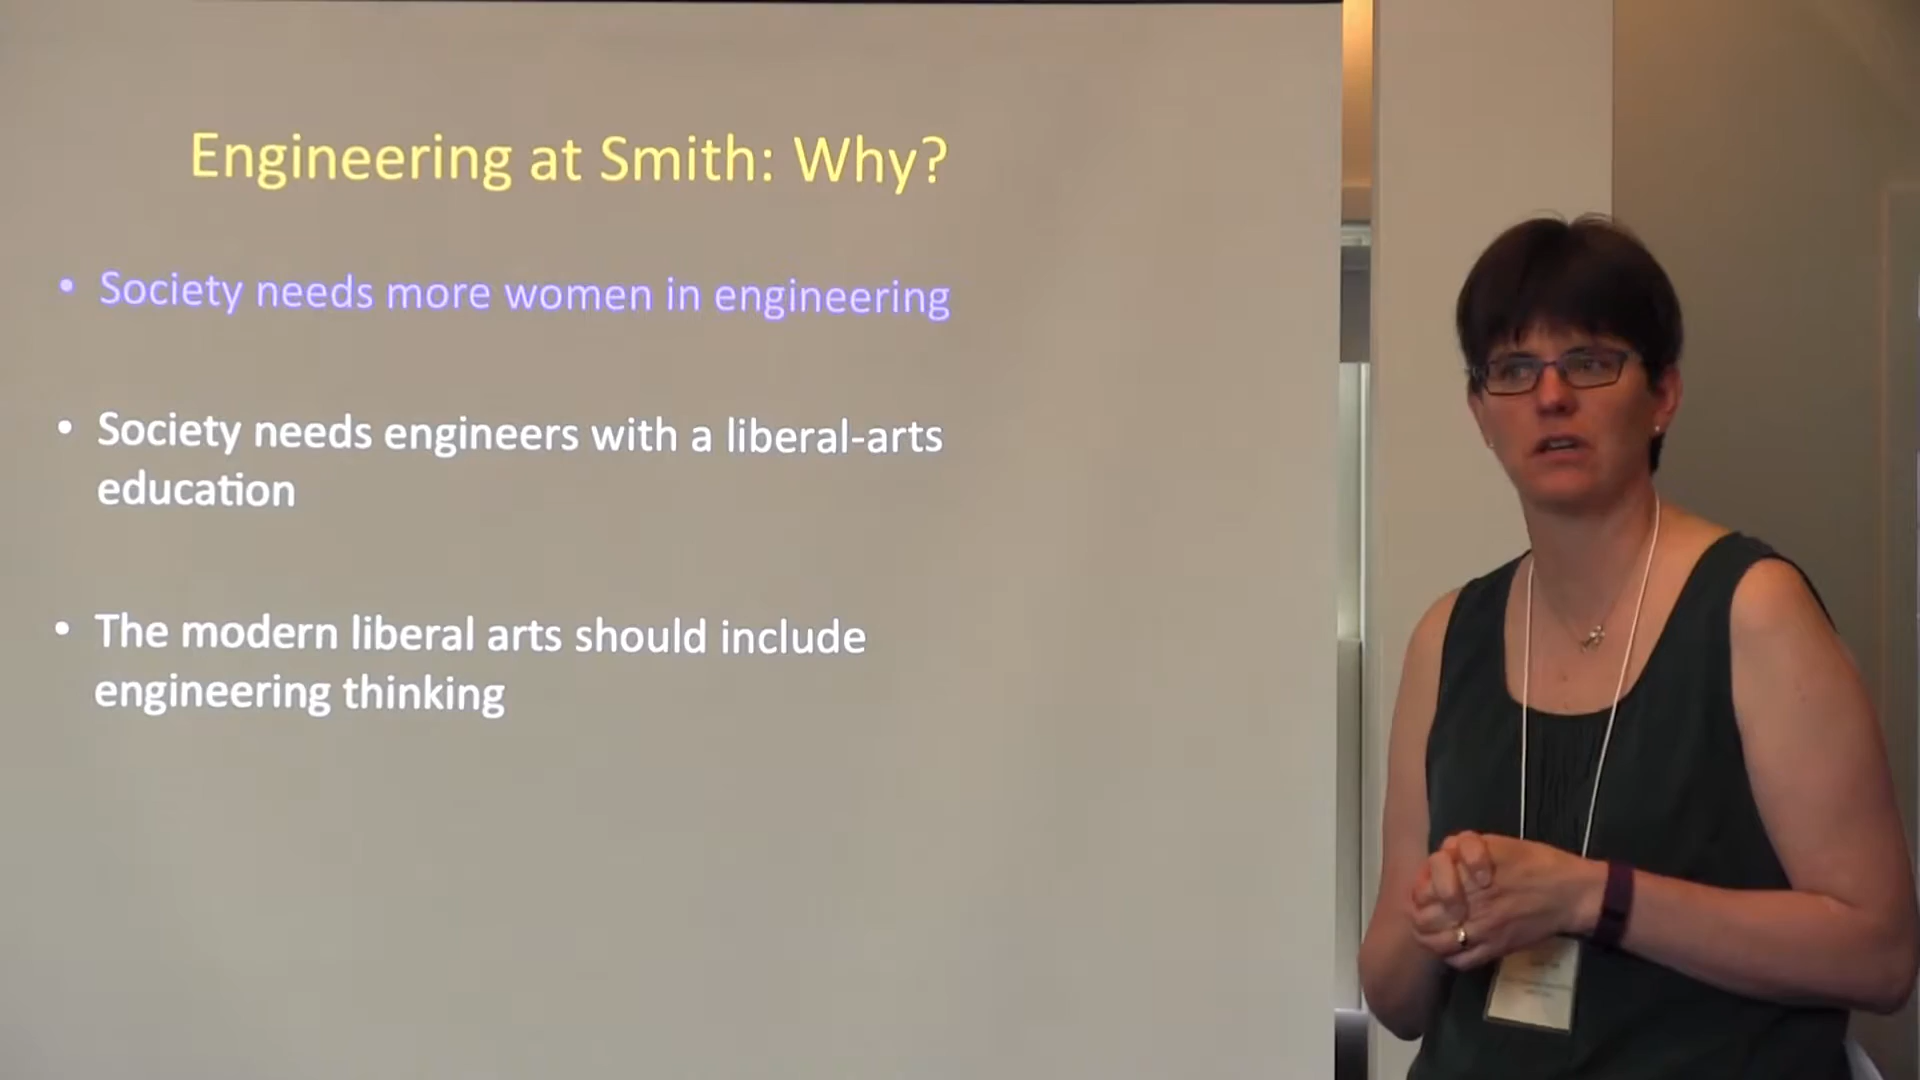 Engineering at Smith: Why?
• Society needs more women in engineering
• Society needs engineers with a liberal-arts
education
• The modern liberal arts should include
engineering thinking